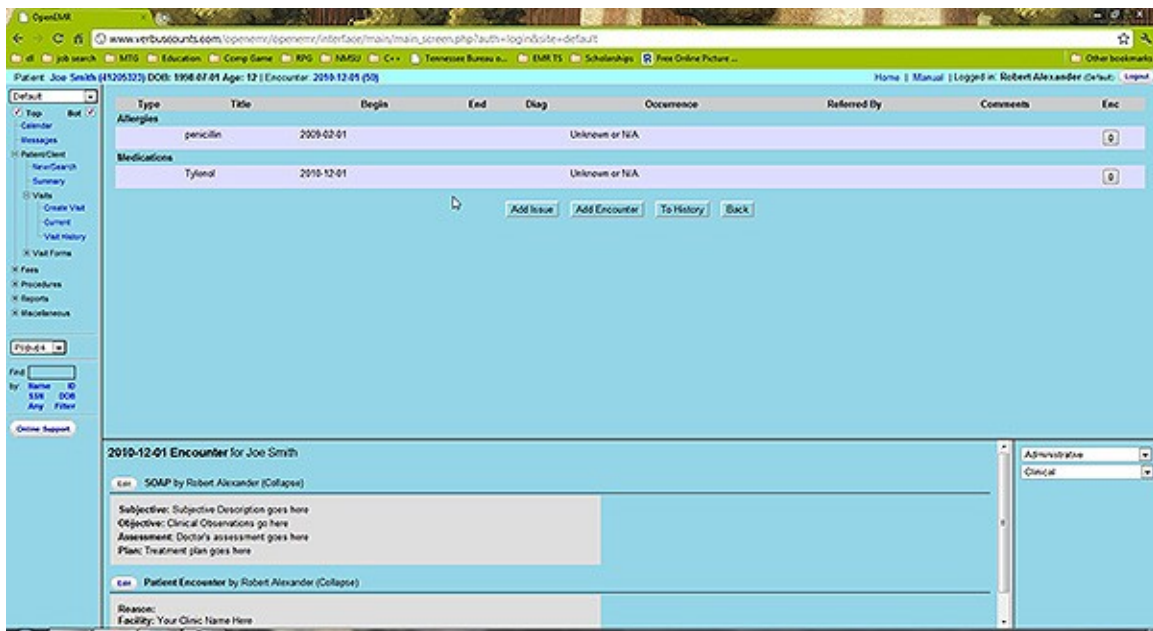 OpenEMR
www.verbuscounts.com/openemr/openemr/interface/main/main_screen.php?auth=login&site=default
dl job search MTG Education Comp Game RPG NMSU C++ Tennessee Bureau o... EMR TS Scholarships Free Online Picture ... Other bookmarks
Patient: Joe Smith (41205323) DOB: 1998-07-01 Age: 12 | Encounter: 2010-12-01 (50) Home | Manual | Logged in: Robert Alexander (Default) Logout
Default
Top Bot
Calendar
Messages
Patient/Client
New/Search
Summary
Visits
Create Visit
Current
Visit History
Visit Forms
Fees
Procedures
Reports
Miscellaneous
Popups
Find
by: Name ID
SSN DOB
Any Filter
Online Support
Type Title Begin End Diag Occurrence Referred By Comments Enc
Allergies
penicillin 2009-02-01 Unknown or N/A 0
Medications
Tylenol 2010-12-01 Unknown or N/A 0
Add Issue Add Encounter To History Back
2010-12-01 Encounter for Joe Smith
Edit SOAP by Robert Alexander (Collapse)
Subjective: Subjective Description goes here
Objective: Clinical Observations go here
Assessment: Doctor's assessment goes here
Plan: Treatment plan goes here
Edit Patient Encounter by Robert Alexander (Collapse)
Reason:
Facility: Your Clinic Name Here
Administrative
Clinical